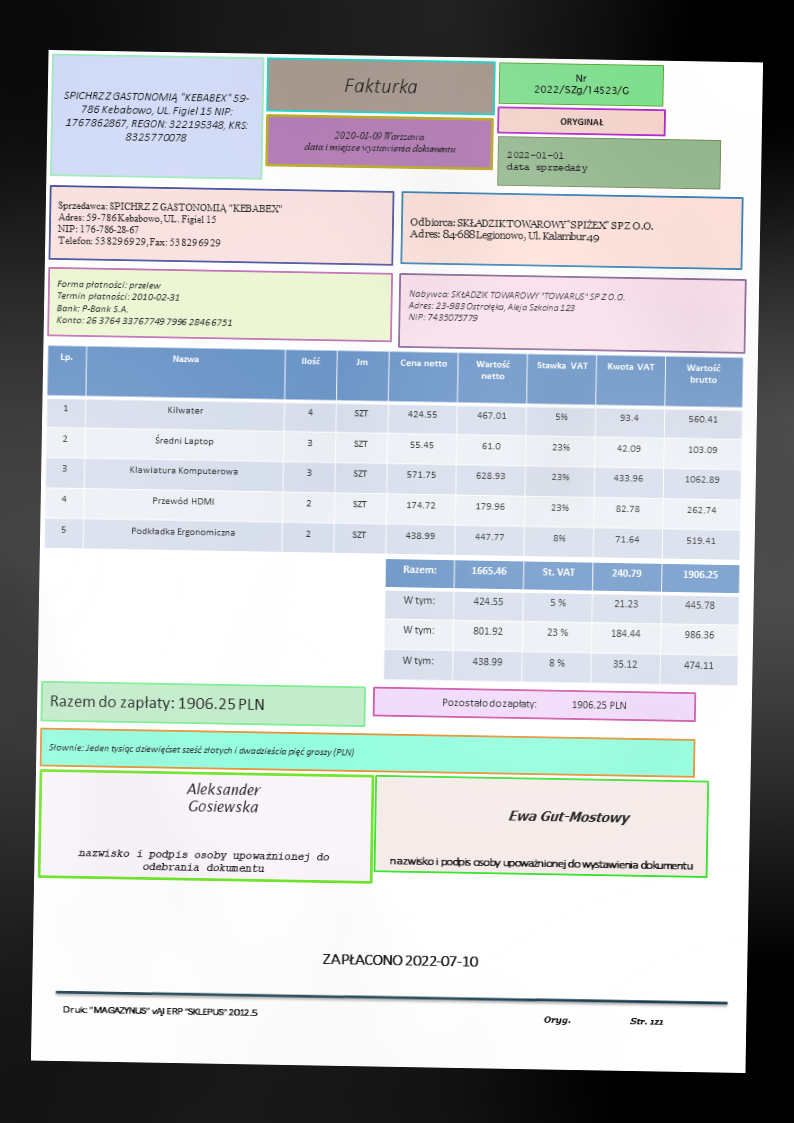 SPICHRZ Z GASTONOMIĄ "KEBABEX" 59-
786 Kebabowo, UL. Figiel 15 NIP:
1767862867, REGON: 322195348, KRS:
8325770078
Fakturka
2020-01-09 Warszawa
data i miejsce wystawienia dokumentu
Nr
2022/SZg/14523/G
ORYGINAŁ
2022-01-01
data sprzedaży
Sprzedawca: SPICHRZ Z GASTONOMIĄ "KEBABEX"
Adres: 59-786 Kebabowo, UL. Figiel 15
NIP: 176-786-28-67
Telefon: 538296929, Fax: 538296929
Odbiorca: SKŁADZIK TOWAROWY "SPIŻEX" SP Z O.O.
Adres: 84-688 Legionowo, Ul. Kalambur 49
Forma płatności: przelew
Termin płatności: 2010-02-31
Bank: P-Bank S.A.
Konto: 26 3764 33767749 7996 28466751
Nabywca: SKŁADZIK TOWAROWY "TOWARUS" SP Z O.O.
Adres: 23-983 Ostrołęka, Aleja Szkolna 123
NIP: 7435075779
Lp. Nazwa Ilość Jm Cena netto Wartość netto Stawka VAT Kwota VAT Wartość brutto
1 Kilwater 4 SZT 424.55 467.01 5% 93.4 560.41
2 Średni Laptop 3 SZT 55.45 61.0 23% 42.09 103.09
3 Klawiatura Komputerowa 3 SZT 571.75 628.93 23% 433.96 1062.89
4 Przewód HDMI 2 SZT 174.72 179.96 23% 82.78 262.74
5 Podkładka Ergonomiczna 2 SZT 438.99 447.77 8% 71.64 519.41
Razem: 1665.46 St. VAT 240.79 1906.25
W tym: 424.55 5 % 21.23 445.78
W tym: 801.92 23 % 184.44 986.36
W tym: 438.99 8 % 35.12 474.11
Razem do zapłaty: 1906.25 PLN
Pozostało do zapłaty: 1906.25 PLN
Słownie: Jeden tysiąc dziewięćset sześć złotych i dwadzieścia pięć groszy (PLN)
Aleksander
Gosiewska
nazwisko i podpis osoby upoważnionej do
odebrania dokumentu
Ewa Gut-Mostowy
nazwisko i podpis osoby upoważnionej do wystawienia dokumentu
ZAPŁACONO 2022-07-10
Druk: "MAGAZYNUS" vAJ ERP "SKLEPUS" 2012.5
Oryg. Str. 1z1